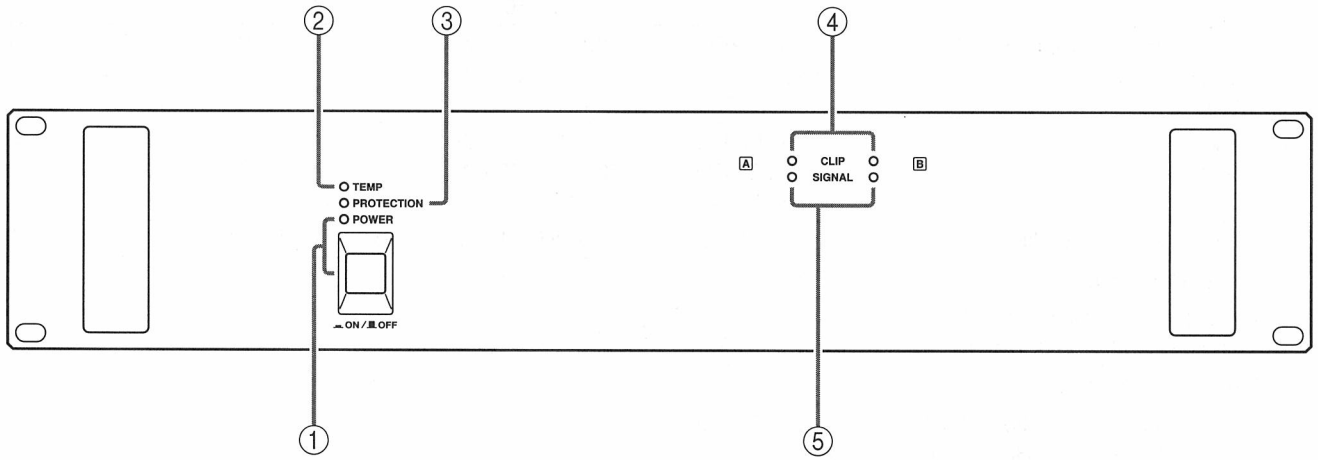 ② ③ ④
A CLIP B
SIGNAL
TEMP
PROTECTION
POWER
ON / OFF
① ⑤